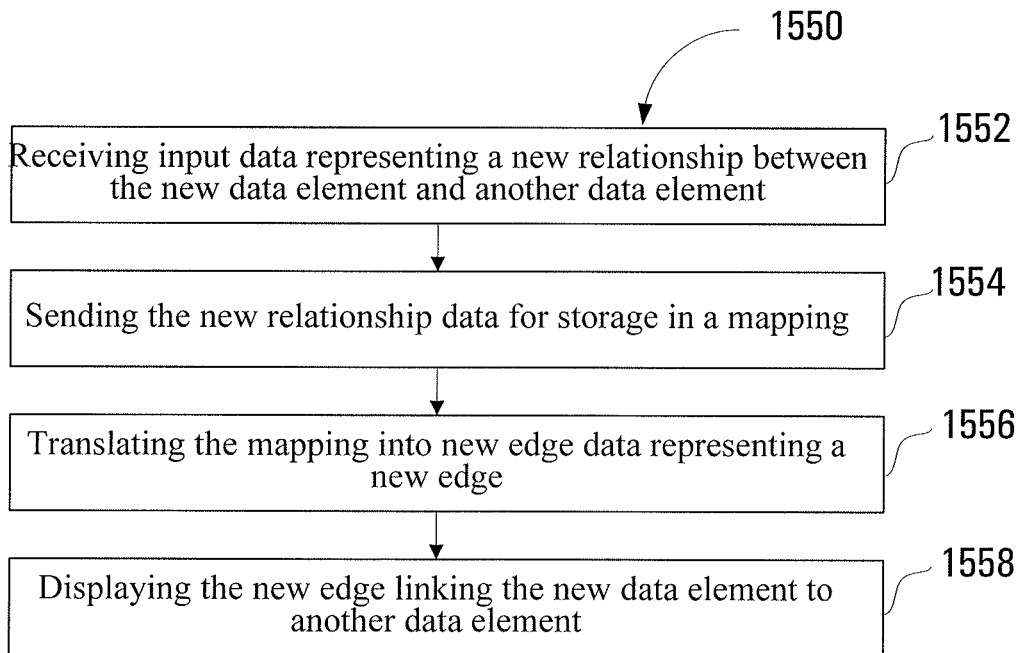 1550
1552
Receiving input data representing a new relationship between
the new data element and another data element
1554
Sending the new relationship data for storage in a mapping
1556
Translating the mapping into new edge data representing a
new edge
1558
Displaying the new edge linking the new data element to
another data element